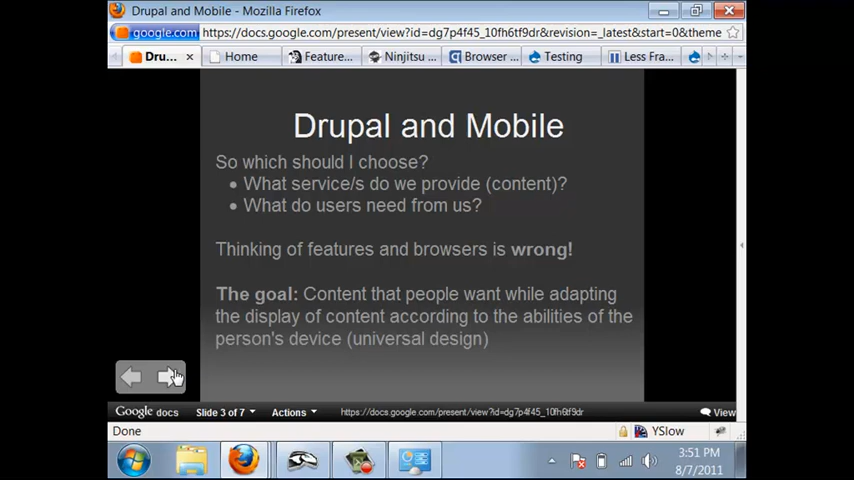 Drupal and Mobile - Mozilla Firefox
google.com https://docs.google.com/present/view?id=dg7p4f45_10fh6tf9dr&revision=_latest&start=0&theme
Dru... Home Feature... Ninjitsu ... Browser ... Testing Less Fra...
Drupal and Mobile
So which should I choose?
What service/s do we provide (content)?
What do users need from us?
Thinking of features and browsers is wrong!
The goal: Content that people want while adapting
the display of content according to the abilities of the
person's device (universal design)
Google docs Slide 3 of 7 Actions https://docs.google.com/present/view?id=dg7p4f45_10fh6tf9dr View
Done YSlow
3:51 PM
8/7/2011